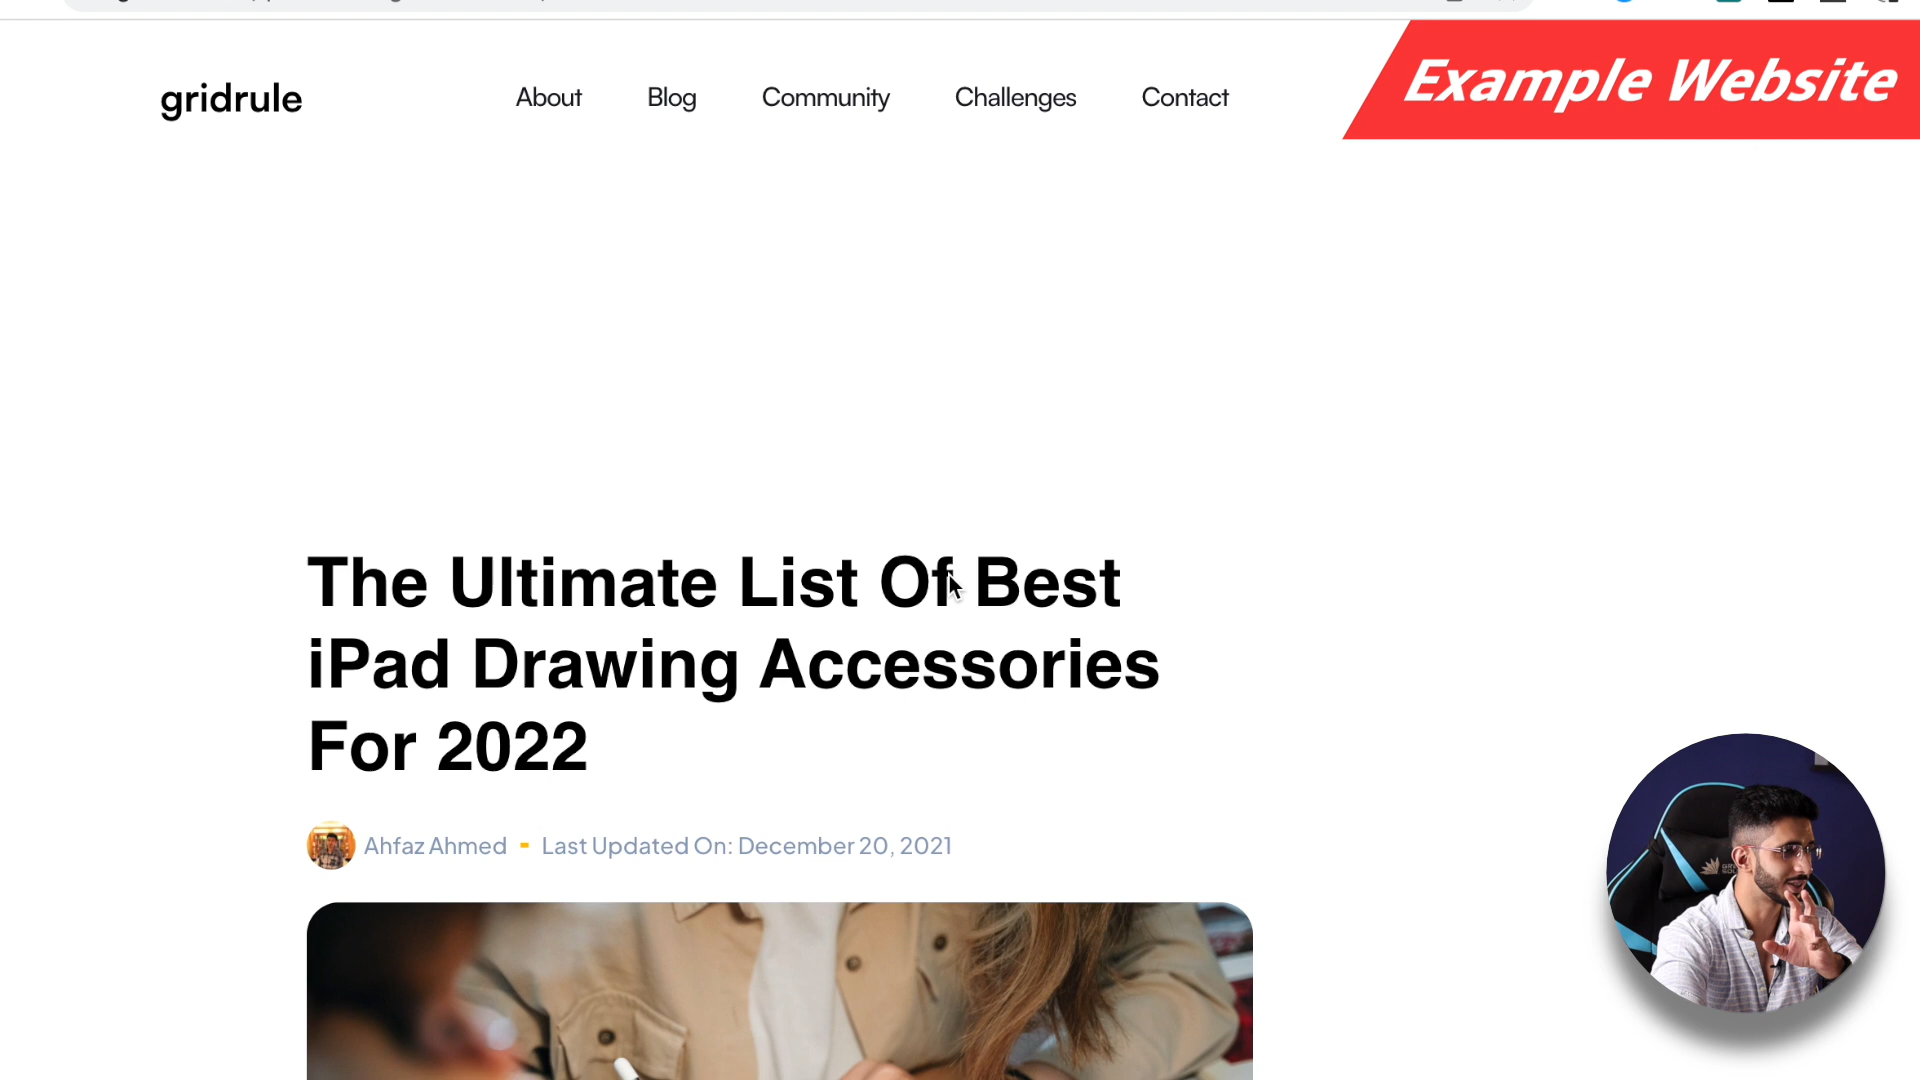 gridrule
About
Blog
Community
Challenges
Contact
Example Website
The Ultimate List Of Best
iPad Drawing Accessories
For 2022
Ahfaz Ahmed
Last Updated On: December 20, 2021